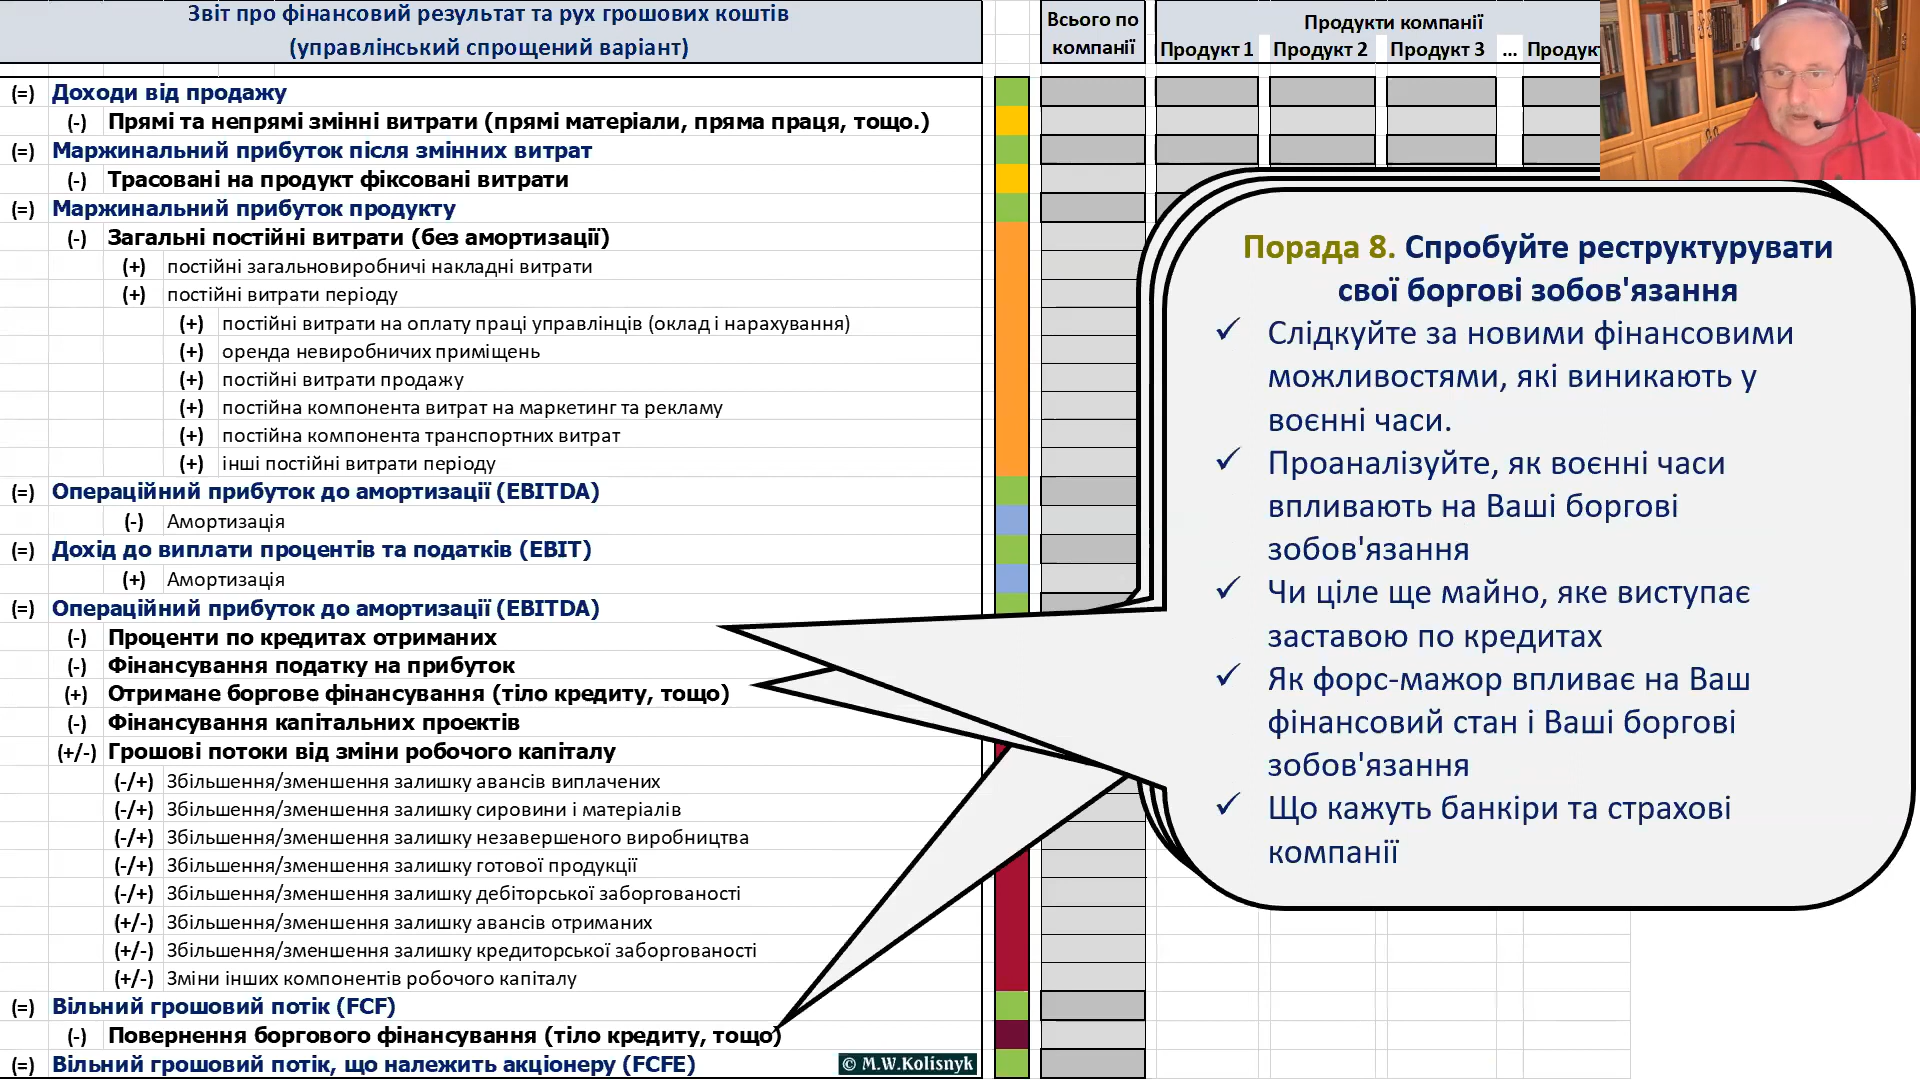 Звіт про фінансовий результат та рух грошових коштів
(управлінський спрощений варіант)
Всього по
компанії
Продукти компанії
Продукт 1 Продукт 2 Продукт 3 ... Продукт
(=) Доходи від продажу
(-) Прямі та непрямі змінні витрати (прямі матеріали, пряма праця, тощо.)
(=) Маржинальний прибуток після змінних витрат
(-) Трасовані на продукт фіксовані витрати
(=) Маржинальний прибуток продукту
(-) Загальні постійні витрати (без амортизації)
(+) постійні загальновиробничі накладні витрати
(+) постійні витрати періоду
(+) постійні витрати на оплату праці управлінців (оклад і нарахування)
(+) оренда невиробничих приміщень
(+) постійні витрати продажу
(+) постійна компонента витрат на маркетинг та рекламу
(+) постійна компонента транспортних витрат
(+) інші постійні витрати періоду
(=) Операційний прибуток до амортизації (EBITDA)
(-) Амортизація
(=) Дохід до виплати процентів та податків (EBIT)
(+) Амортизація
(=) Операційний прибуток до амортизації (EBITDA)
(-) Проценти по кредитах отриманих
(-) Фінансування податку на прибуток
(+) Отримане боргове фінансування (тіло кредиту, тощо)
(-) Фінансування капітальних проектів
(+/-) Грошові потоки від зміни робочого капіталу
(-/+) Збільшення/зменшення залишку авансів виплачених
(-/+) Збільшення/зменшення залишку сировини і матеріалів
(-/+) Збільшення/зменшення залишку незавершеного виробництва
(-/+) Збільшення/зменшення залишку готової продукції
(-/+) Збільшення/зменшення залишку дебіторської заборгованості
(+/-) Збільшення/зменшення залишку авансів отриманих
(+/-) Збільшення/зменшення залишку кредиторської заборгованості
(+/-) Зміни інших компонентів робочого капіталу
(=) Вільний грошовий потік (FCF)
(-) Повернення боргового фінансування (тіло кредиту, тощо)
(=) Вільний грошовий потік, що належить акціонеру (FCFE)
© M.W.Kolisnyk
Порада 8. Спробуйте реструктурувати
свої боргові зобов'язання
✓ Слідкуйте за новими фінансовими
можливостями, які виникають у
воєнні часи.
✓ Проаналізуйте, як воєнні часи
впливають на Ваші боргові
зобов'язання
✓ Чи ціле ще майно, яке виступає
заставою по кредитах
✓ Як форс-мажор впливає на Ваш
фінансовий стан і Ваші боргові
зобов'язання
✓ Що кажуть банкіри та страхові
компанії